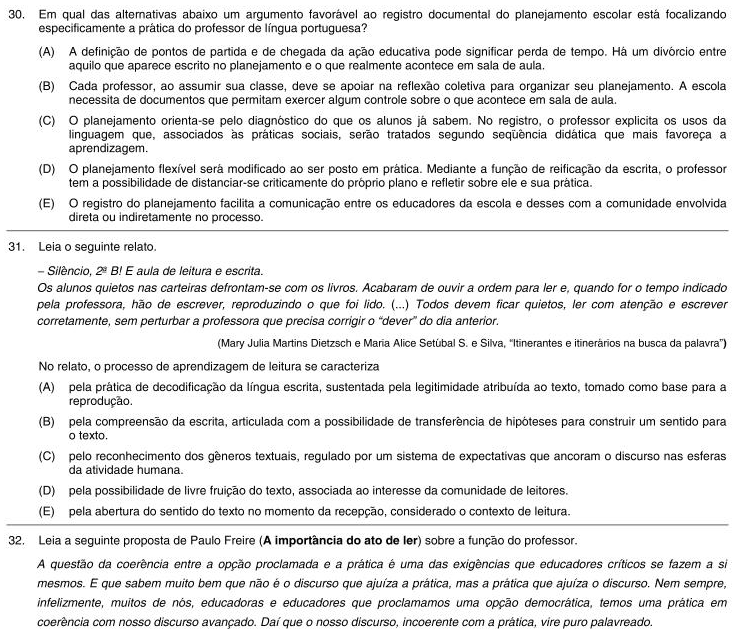 30. Em qual das alternativas abaixo um argumento favorável ao registro documental do planejamento escolar está focalizando
especificamente a prática do professor de língua portuguesa?
(A) A definição de pontos de partida e de chegada da ação educativa pode significar perda de tempo. Há um divórcio entre
aquilo que aparece escrito no planejamento e o que realmente acontece em sala de aula.
(B) Cada professor, ao assumir sua classe, deve se apoiar na reflexão coletiva para organizar seu planejamento. A escola
necessita de documentos que permitam exercer algum controle sobre o que acontece em sala de aula.
(C) O planejamento orienta-se pelo diagnóstico do que os alunos já sabem. No registro, o professor explicita os usos da
linguagem que, associados às práticas sociais, serão tratados segundo seqüência didática que mais favoreça a
aprendizagem.
(D) O planejamento flexível será modificado ao ser posto em prática. Mediante a função de reificação da escrita, o professor
tem a possibilidade de distanciar-se criticamente do próprio plano e refletir sobre ele e sua prática.
(E) O registro do planejamento facilita a comunicação entre os educadores da escola e desses com a comunidade envolvida
direta ou indiretamente no processo.
31. Leia o seguinte relato.
– Silêncio, 2ª B! E aula de leitura e escrita.
Os alunos quietos nas carteiras defrontam-se com os livros. Acabaram de ouvir a ordem para ler e, quando for o tempo indicado
pela professora, hão de escrever, reproduzindo o que foi lido. (...) Todos devem ficar quietos, ler com atenção e escrever
corretamente, sem perturbar a professora que precisa corrigir o “dever” do dia anterior.
(Mary Julia Martins Dietzsch e Maria Alice Setúbal S. e Silva, “Itinerantes e itinerários na busca da palavra”)
No relato, o processo de aprendizagem de leitura se caracteriza
(A) pela prática de decodificação da língua escrita, sustentada pela legitimidade atribuída ao texto, tomado como base para a
reprodução.
(B) pela compreensão da escrita, articulada com a possibilidade de transferência de hipóteses para construir um sentido para
o texto.
(C) pelo reconhecimento dos gêneros textuais, regulado por um sistema de expectativas que ancoram o discurso nas esferas
da atividade humana.
(D) pela possibilidade de livre fruição do texto, associada ao interesse da comunidade de leitores.
(E) pela abertura do sentido do texto no momento da recepção, considerado o contexto de leitura.
32. Leia a seguinte proposta de Paulo Freire (A importância do ato de ler) sobre a função do professor.
A questão da coerência entre a opção proclamada e a prática é uma das exigências que educadores críticos se fazem a si
mesmos. E que sabem muito bem que não é o discurso que ajuíza a prática, mas a prática que ajuíza o discurso. Nem sempre,
infelizmente, muitos de nós, educadoras e educadores que proclamamos uma opção democrática, temos uma prática em
coerência com nosso discurso avançado. Daí que o nosso discurso, incoerente com a prática, vire puro palavreado.